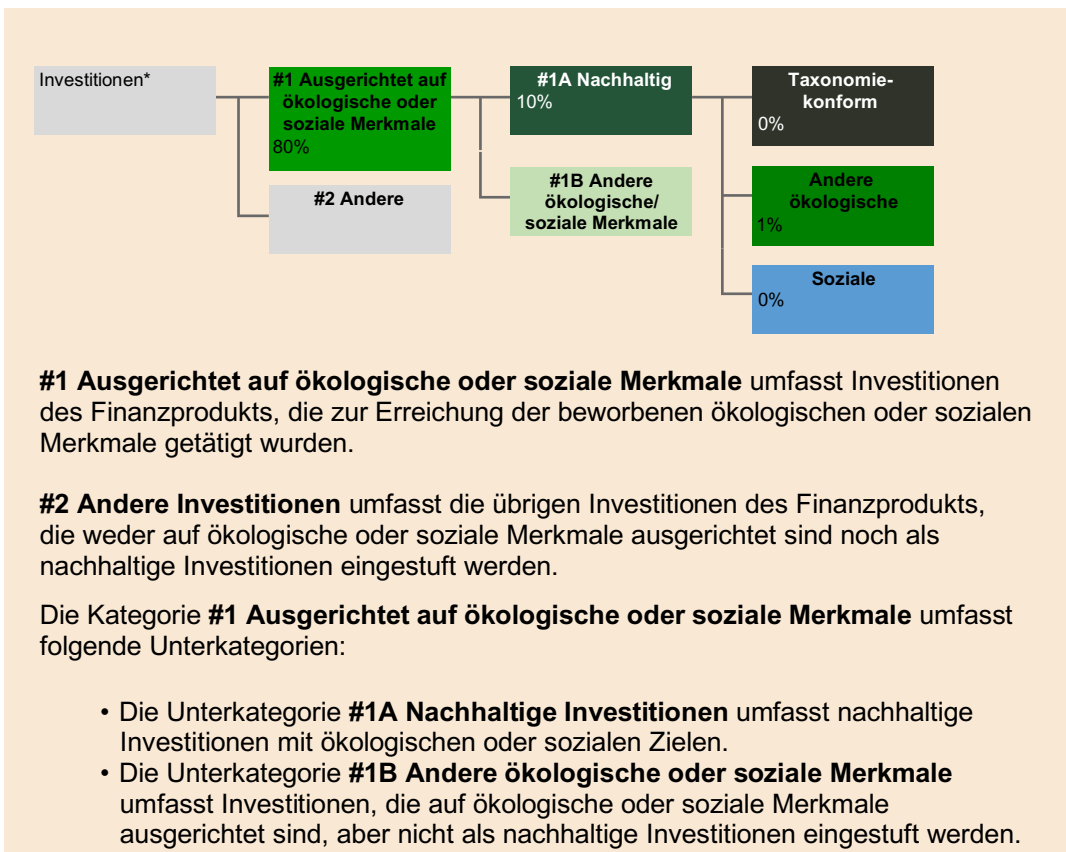 Investitionen*
#1 Ausgerichtet auf
ökologische oder
soziale Merkmale
80%
#2 Andere
#1A Nachhaltig
10%
#1B Andere
ökologische/
soziale Merkmale
Taxonomie-
konform
0%
Andere
ökologische
1%
Soziale
0%
#1 Ausgerichtet auf ökologische oder soziale Merkmale umfasst Investitionen
des Finanzprodukts, die zur Erreichung der beworbenen ökologischen oder sozialen
Merkmale getätigt wurden.
#2 Andere Investitionen umfasst die übrigen Investitionen des Finanzprodukts,
die weder auf ökologische oder soziale Merkmale ausgerichtet sind noch als
nachhaltige Investitionen eingestuft werden.
Die Kategorie #1 Ausgerichtet auf ökologische oder soziale Merkmale umfasst
folgende Unterkategorien:
• Die Unterkategorie #1A Nachhaltige Investitionen umfasst nachhaltige
Investitionen mit ökologischen oder sozialen Zielen.
• Die Unterkategorie #1B Andere ökologische oder soziale Merkmale
umfasst Investitionen, die auf ökologische oder soziale Merkmale
ausgerichtet sind, aber nicht als nachhaltige Investitionen eingestuft werden.